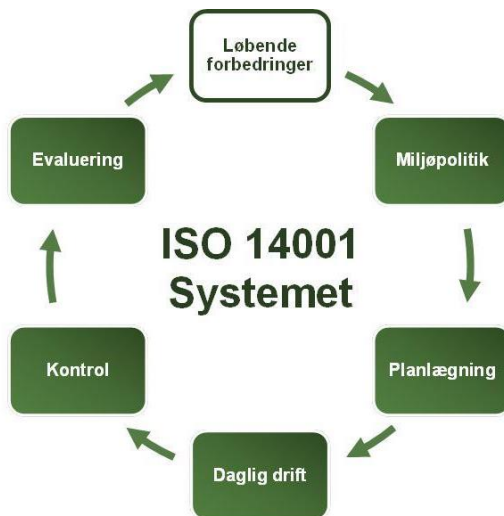 Løbende
forbedringer
Evaluering
Miljøpolitik
ISO 14001
Systemet
Kontrol
Planlægning
Daglig drift